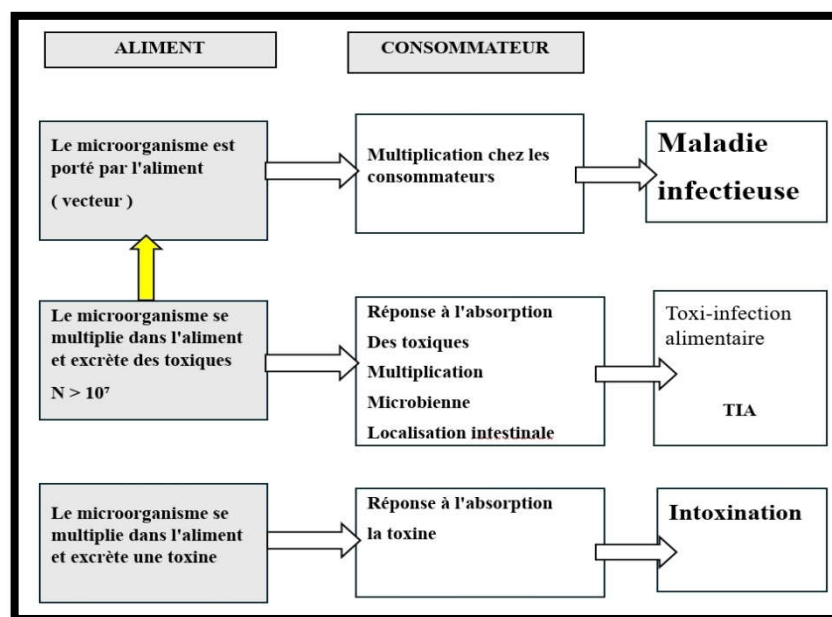 ALIMENT
CONSOMMATEUR
Le microorganisme est
porté par l'aliment
( vecteur )
Multiplication chez les
consommateurs
Maladie
infectieuse
Le microorganisme se
multiplie dans l'aliment
et excrète des toxiques
N > 10⁷
Réponse à l'absorption
Des toxiques
Multiplication
Microbienne
Localisation intestinale
Toxi-infection
alimentaire
TIA
Le microorganisme se
multiplie dans l'aliment
et excrète une toxine
Réponse à l'absorption
la toxine
Intoxination